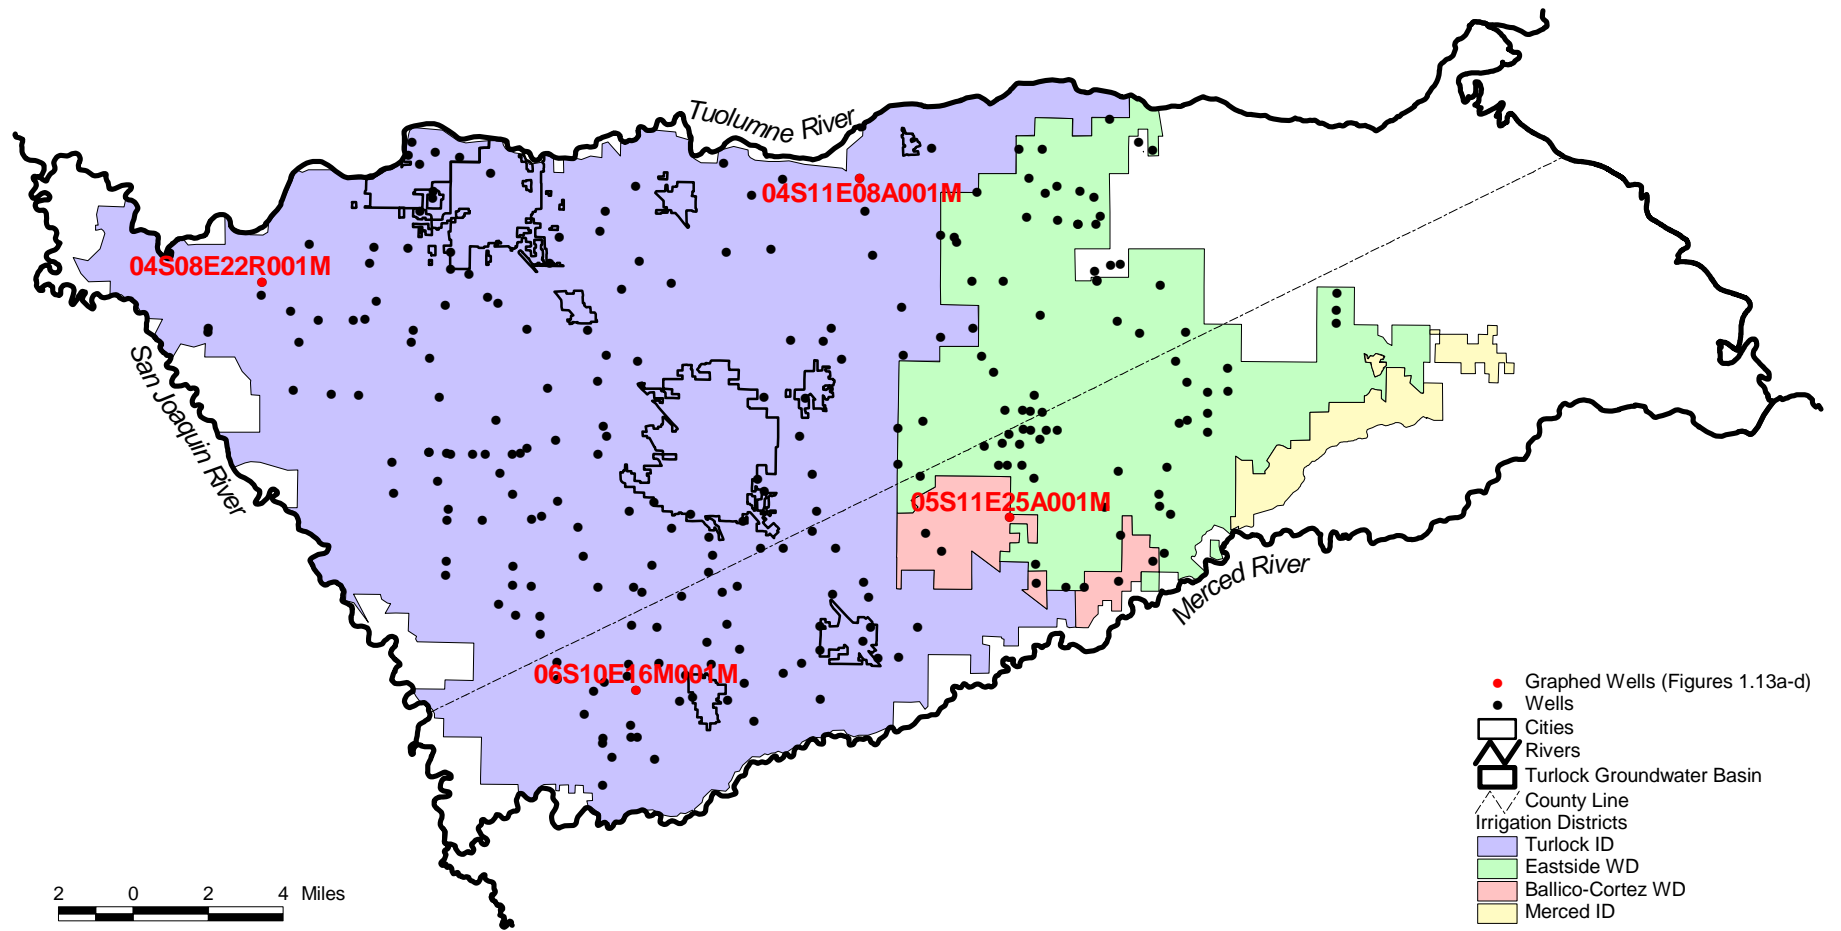 Tuolumne River
04S11E08A001M
04S08E22R001M
San Joaquin River
05S11E25A001M
Merced River
06S10E16M001M
Graphed Wells (Figures 1.13a-d)
Wells
Cities
Rivers
Turlock Groundwater Basin
County Line
Irrigation Districts
Turlock ID
Eastside WD
Ballico-Cortez WD
Merced ID
2 0 2 4 Miles